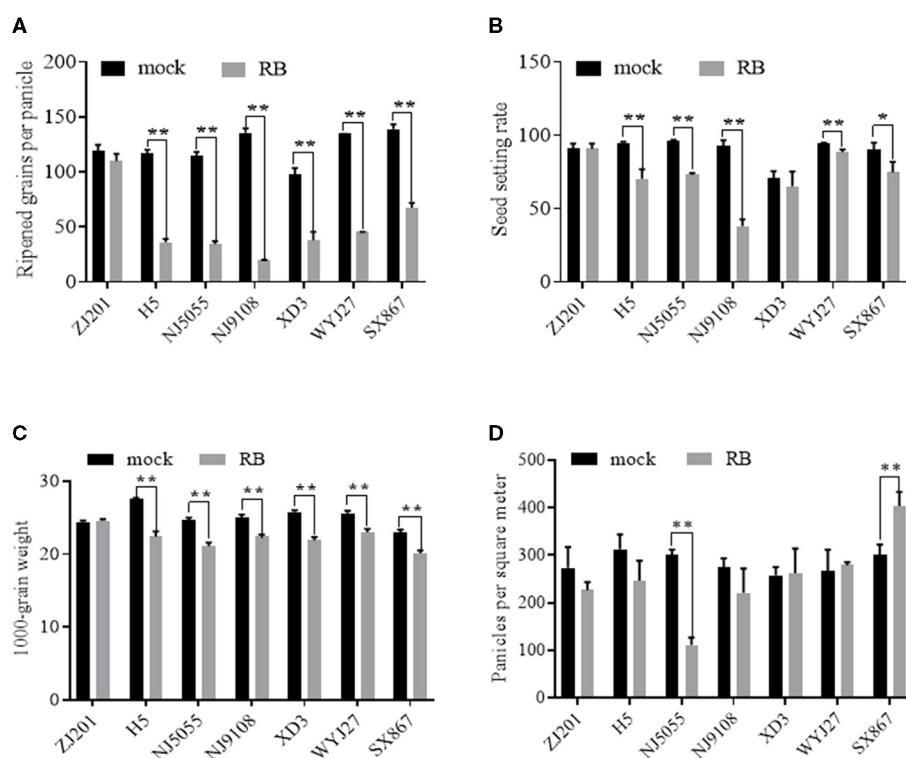 A
mock RB
Ripened grains per panicle
200
150
100
50
0
** ** ** ** ** **
ZJ201 H5 NJ5055 NJ9108 XD3 WYJ27 SX867
B
mock RB
Seed setting rate
150
100
50
0
** ** ** ** *
ZJ201 H5 NJ5055 NJ9108 XD3 WYJ27 SX867
C
mock RB
1000-grain weight
30
20
10
0
** ** ** ** ** **
ZJ201 H5 NJ5055 NJ9108 XD3 WYJ27 SX867
D
mock RB
Panicles per square meter
500
400
300
200
100
0
** **
ZJ201 H5 NJ5055 NJ9108 XD3 WYJ27 SX867